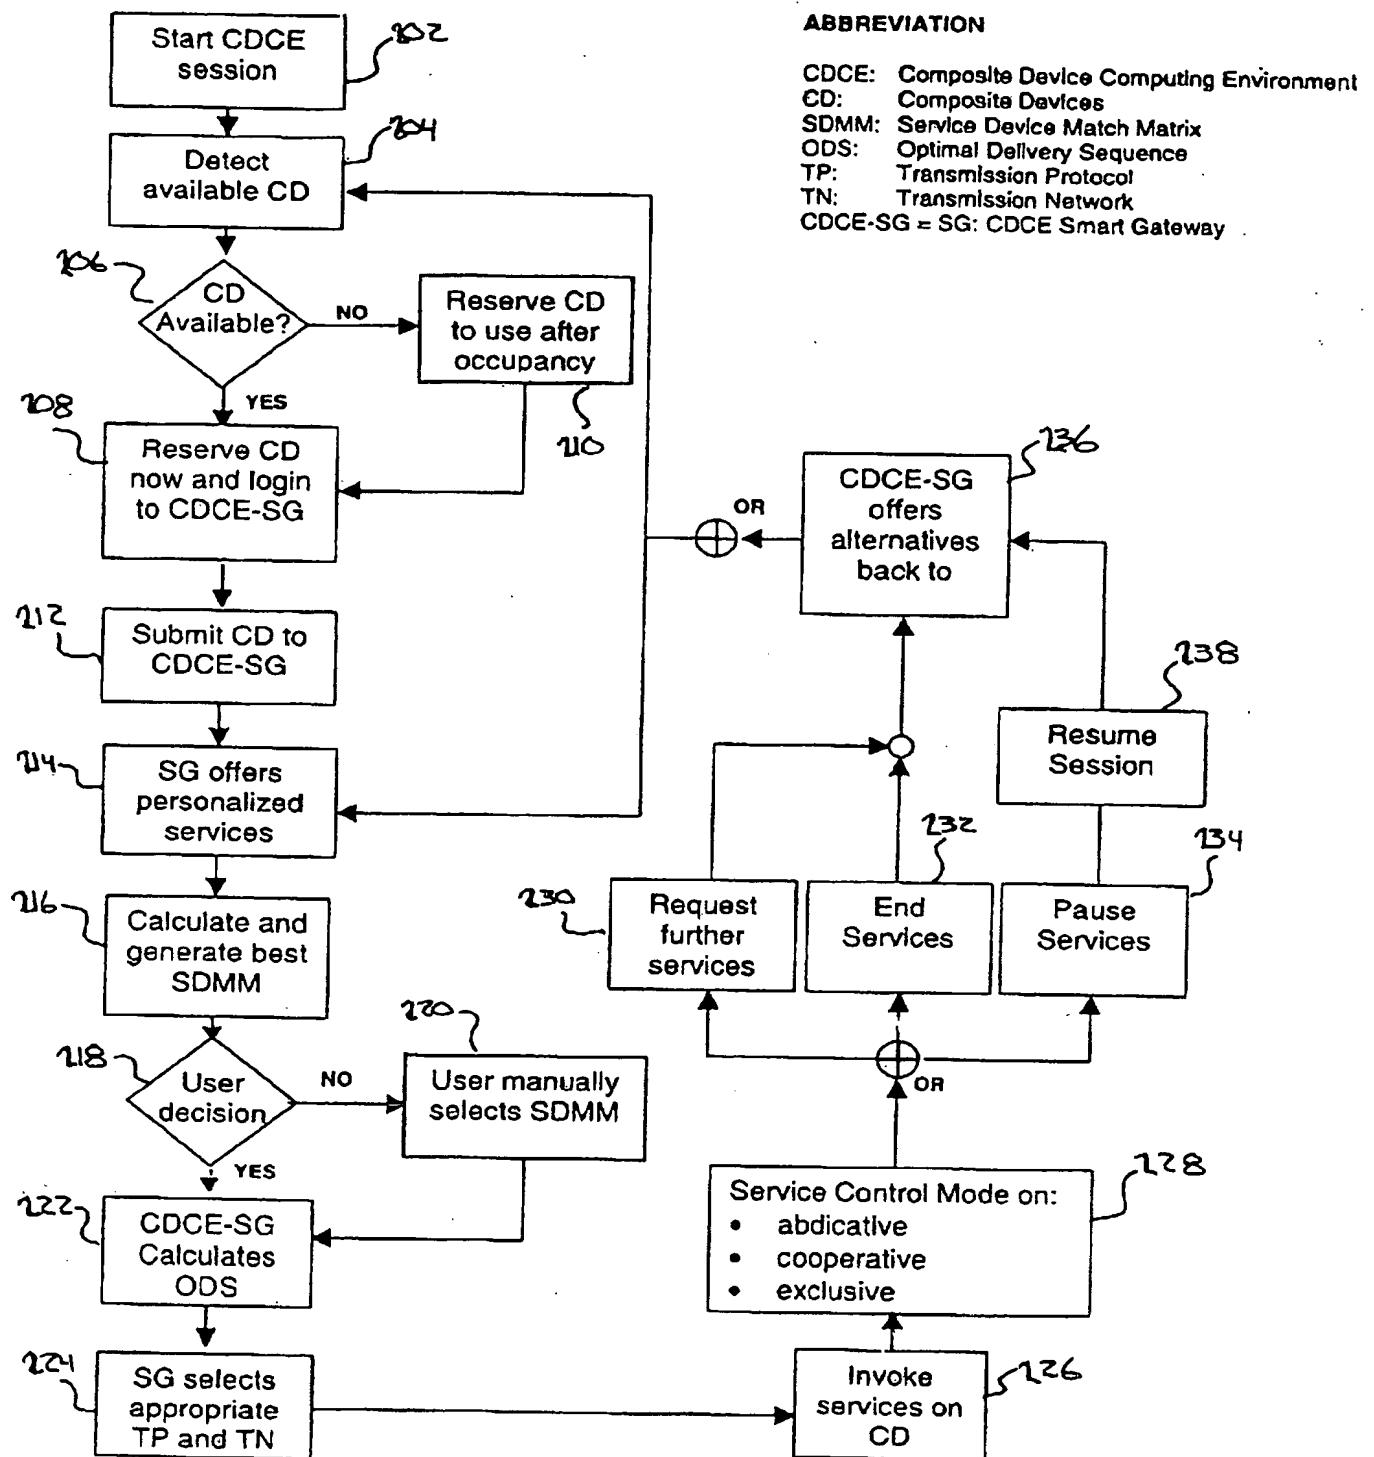 Start CDCE
session
202
ABBREVIATION
CDCE: Composite Device Computing Environment
CD: Composite Devices
SDMM: Service Device Match Matrix
ODS: Optimal Delivery Sequence
TP: Transmission Protocol
TN: Transmission Network
CDCE-SG = SG: CDCE Smart Gateway
204
Detect
available CD
206
CD
Available?
NO
Reserve CD
to use after
occupancy
210
YES
208
Reserve CD
now and login
to CDCE-SG
212
Submit CD to
CDCE-SG
214
SG offers
personalized
services
216
Calculate and
generate best
SDMM
218
User
decision
NO
220
User manually
selects SDMM
YES
222
CDCE-SG
Calculates
ODS
224
SG selects
appropriate
TP and TN
226
Invoke
services on
CD
228
Service Control Mode on:
• abdicative
• cooperative
• exclusive
OR
230
Request
further
services
232
End
Services
234
Pause
Services
238
Resume
Session
236
CDCE-SG
offers
alternatives
back to
OR